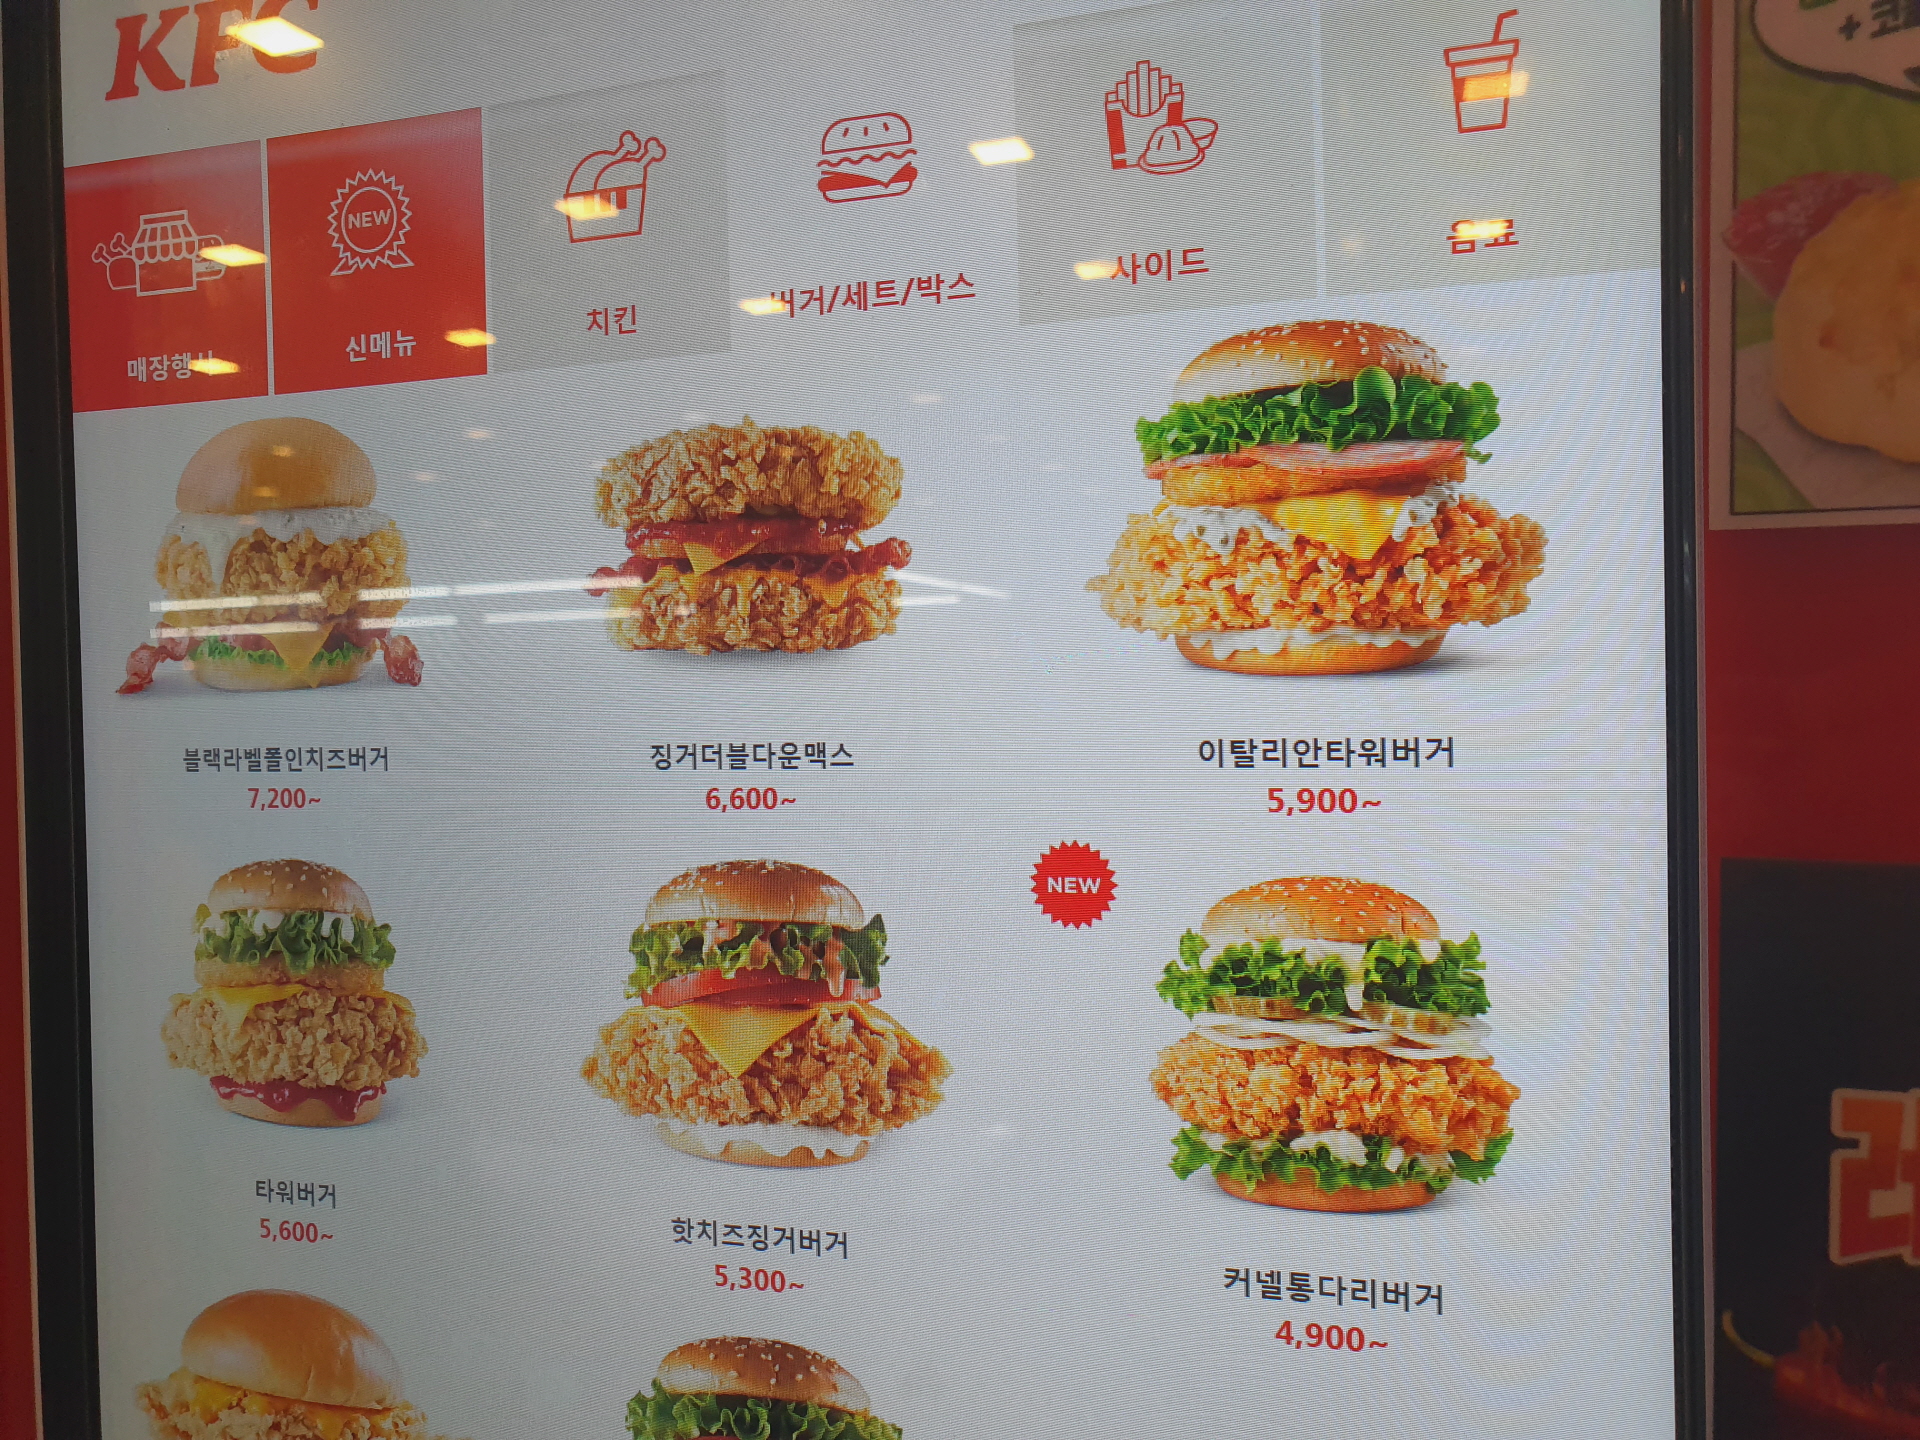 KFC
+ 코
NEW
매장행사
신메뉴
치킨
버거/세트/박스
사이드
음료
블랙라벨폴인치즈버거
7,200~
징거더블다운맥스
6,600~
이탈리안타워버거
5,900~
타워버거
5,600~
핫치즈징거버거
5,300~
NEW
커넬통다리버거
4,900~